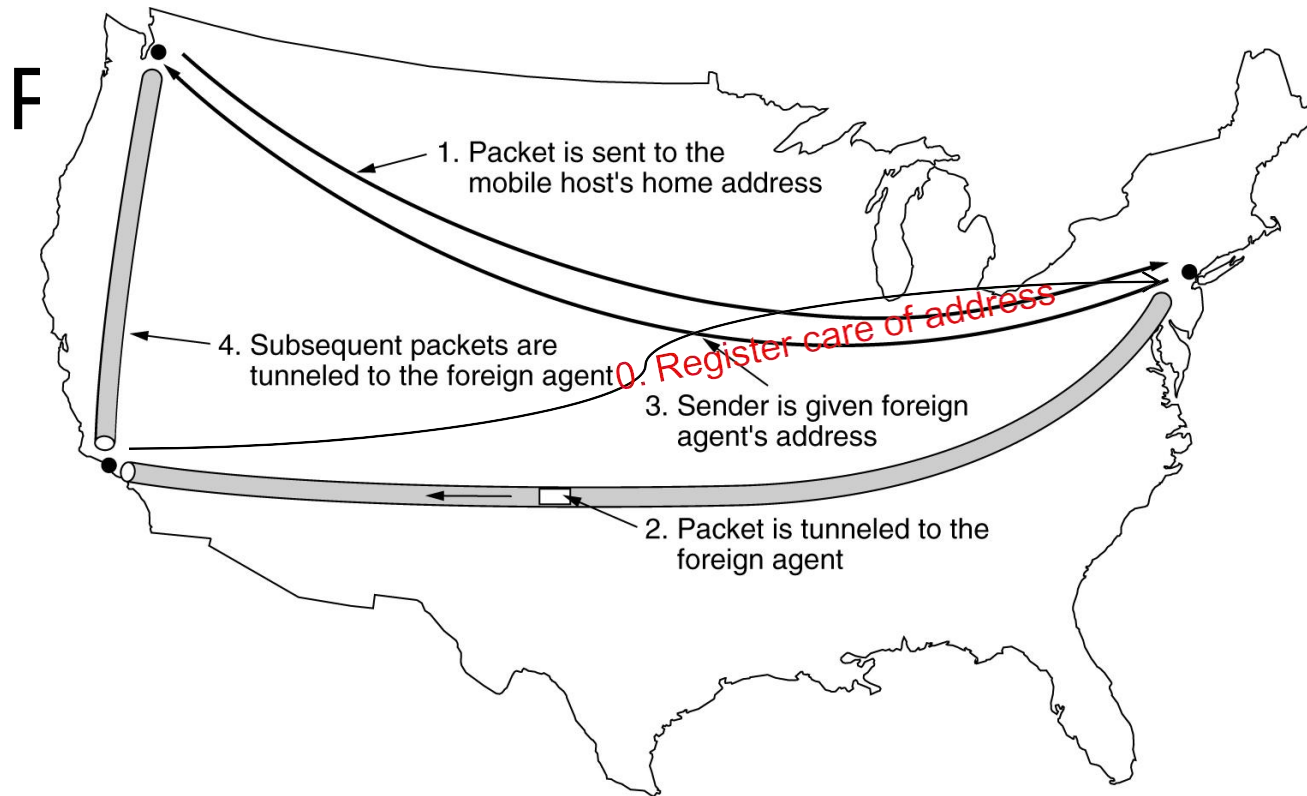 F
1. Packet is sent to the
mobile host's home address
0. Register care of address
4. Subsequent packets are
tunneled to the foreign agent
3. Sender is given foreign
agent's address
2. Packet is tunneled to the
foreign agent